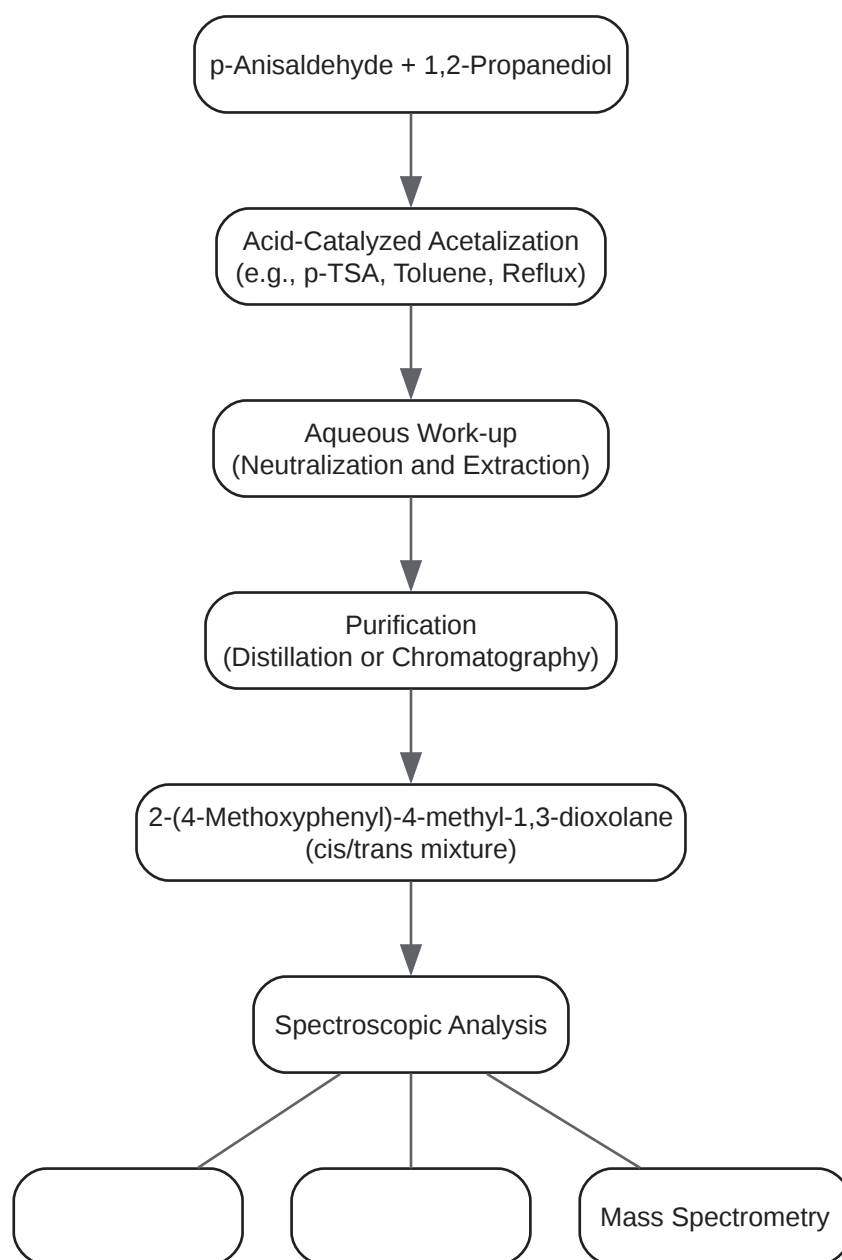 p-Anisaldehyde + 1,2-Propanediol
Acid-Catalyzed Acetalization
(e.g., p-TSA, Toluene, Reflux)
Aqueous Work-up
(Neutralization and Extraction)
Purification
(Distillation or Chromatography)
2-(4-Methoxyphenyl)-4-methyl-1,3-dioxolane
(cis/trans mixture)
Spectroscopic Analysis
Mass Spectrometry